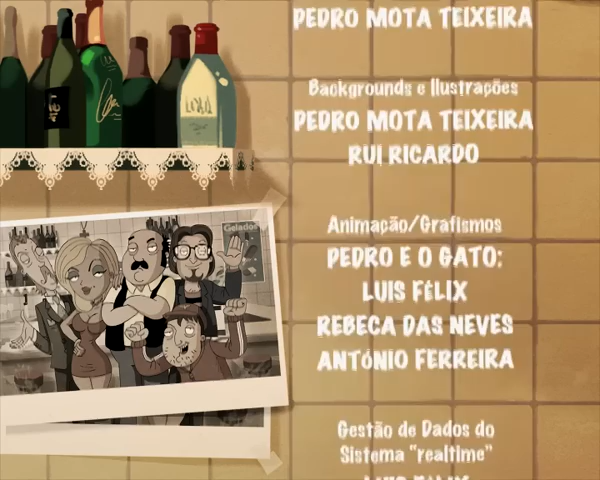 PEDRO MOTA TEIXEIRA
Backgrounds e Ilustrações
PEDRO MOTA TEIXEIRA
RUI RICARDO
Gelados
Animação/Grafismos
PEDRO E O GATO:
LUIS FÉLIX
REBECA DAS NEVES
ANTÓNIO FERREIRA
Gestão de Dados do
Sistema "realtime"